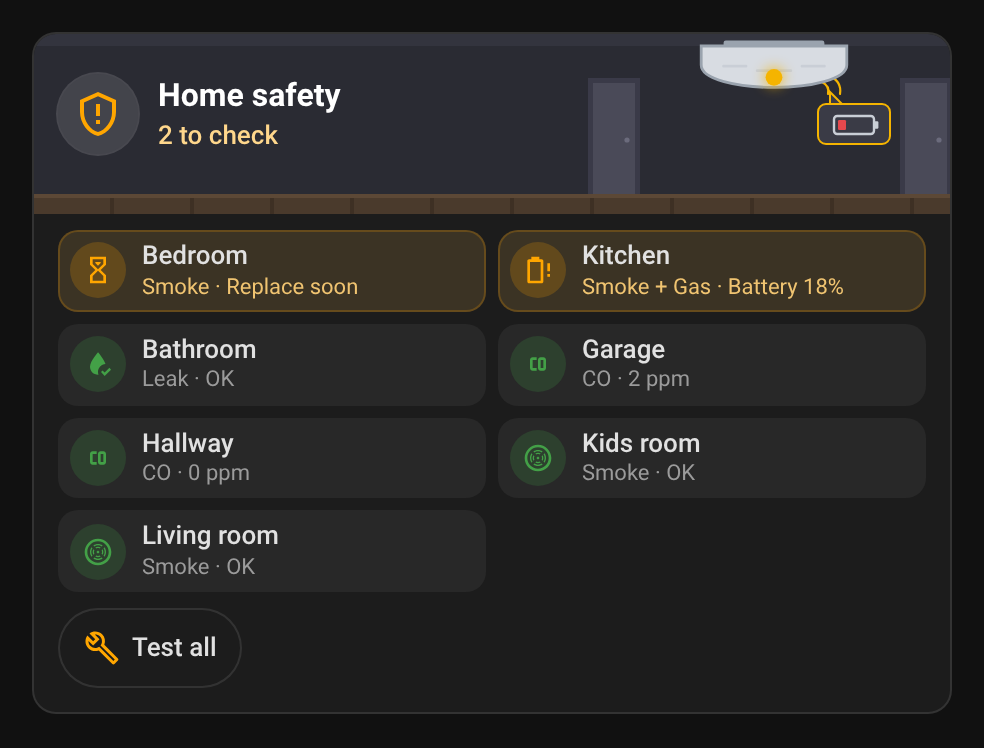 Home safety
2 to check
Bedroom
Smoke · Replace soon
Kitchen
Smoke + Gas · Battery 18%
Bathroom
Leak · OK
Garage
CO · 2 ppm
Hallway
CO · 0 ppm
Kids room
Smoke · OK
Living room
Smoke · OK
Test all